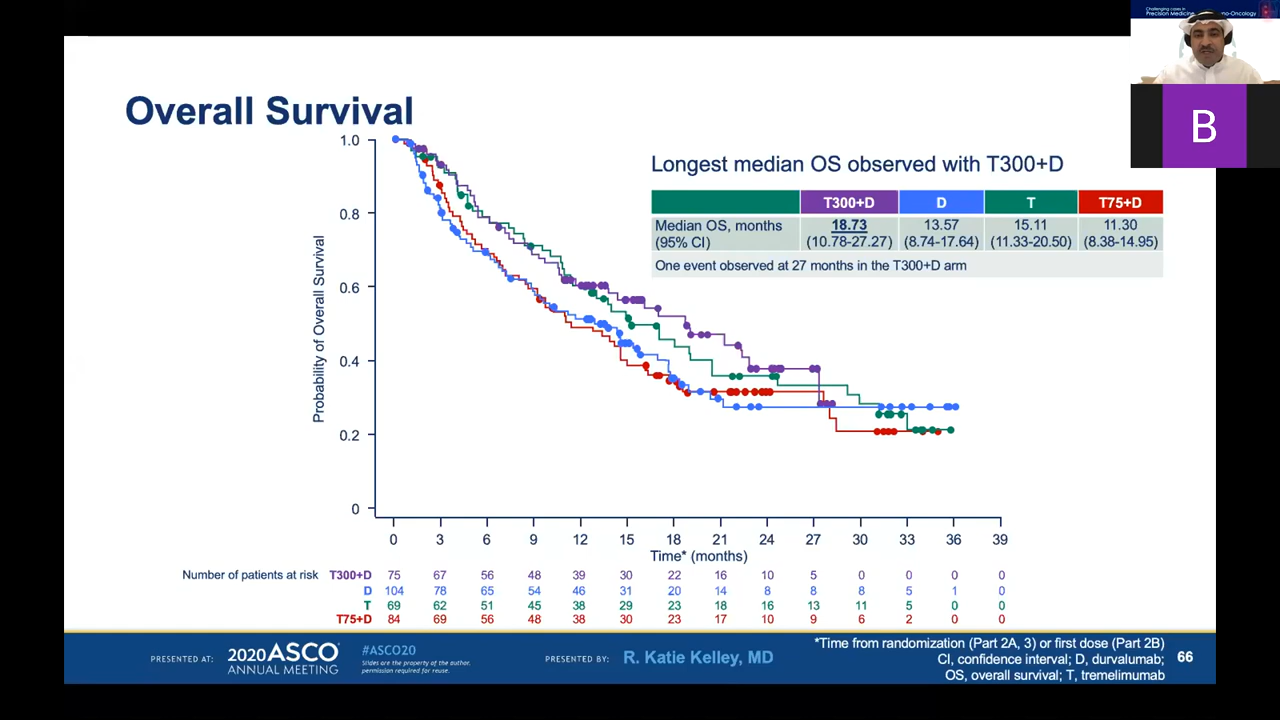 Challenging cases in
Precision Medicine
no-Oncology
B
Overall Survival
Longest median OS observed with T300+D
T300+D D T T75+D
Median OS, months 18.73 13.57 15.11 11.30
(95% CI) (10.78-27.27) (8.74-17.64) (11.33-20.50) (8.38-14.95)
One event observed at 27 months in the T300+D arm
Probability of Overall Survival
1.0
0.8
0.6
0.4
0.2
0
0 3 6 9 12 15 18 21 24 27 30 33 36 39
Time* (months)
Number of patients at risk T300+D 75 67 56 48 39 30 22 16 10 5 0 0 0 0
D 104 78 65 54 46 31 20 14 8 8 8 5 1 0
T 69 62 51 45 38 29 23 18 16 13 11 5 0 0
T75+D 84 69 56 48 38 30 23 17 10 9 6 2 0 0
PRESENTED AT: 2020 ASCO
ANNUAL MEETING
#ASCO20
Slides are the property of the author,
permission required for reuse.
PRESENTED BY: R. Katie Kelley, MD
*Time from randomization (Part 2A, 3) or first dose (Part 2B)
CI, confidence interval; D, durvalumab;
OS, overall survival; T, tremelimumab
66